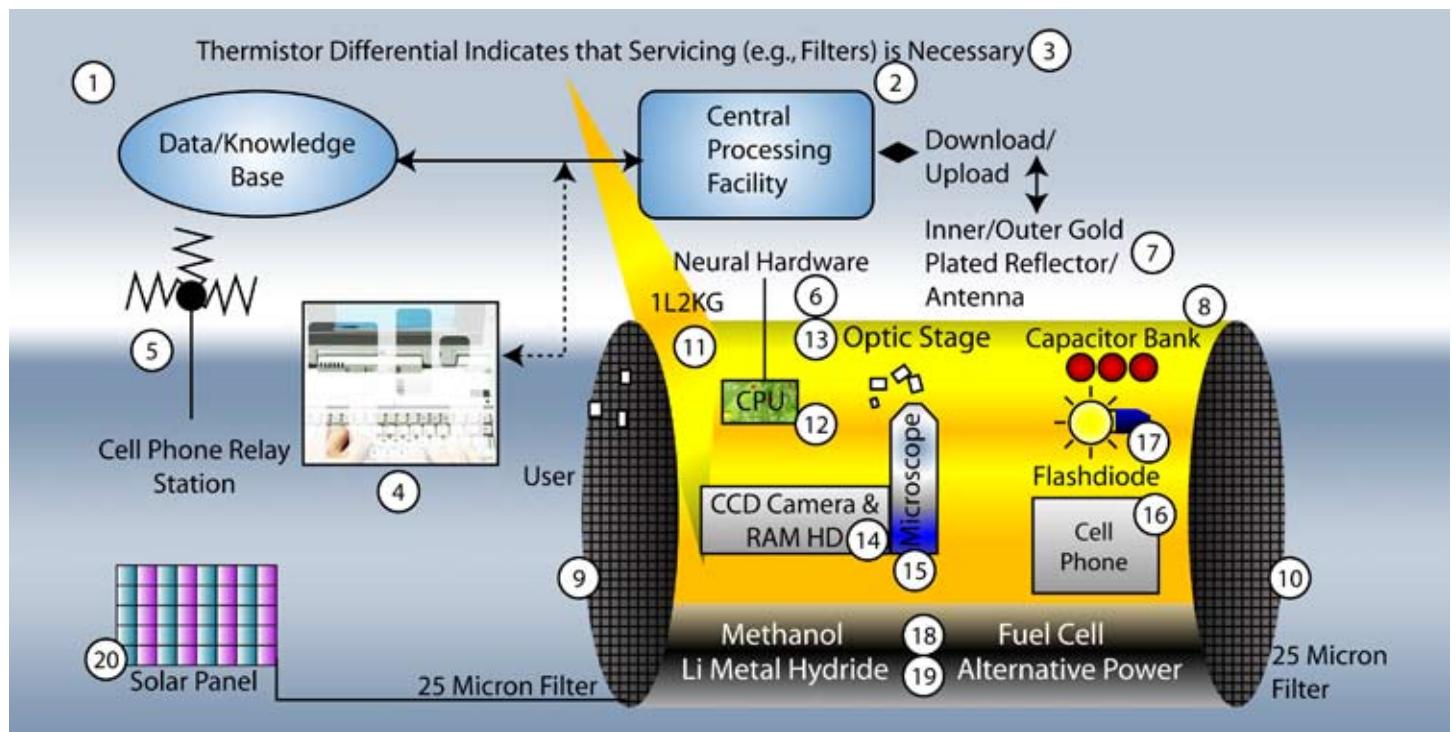 Thermistor Differential Indicates that Servicing (e.g., Filters) is Necessary 3
1
2
Data/Knowledge
Base
Central
Processing
Facility
Download/
Upload
Inner/Outer Gold
Plated Reflector/
Antenna
7
Neural Hardware
6
1L2KG
11
8
13 Optic Stage
Capacitor Bank
5
CPU
12
17
Cell Phone Relay
Station
4
User
Flashdiode
16
Microscope
CCD Camera &
RAM HD 14
15
Cell
Phone
9
10
Methanol 18 Fuel Cell
Li Metal Hydride 19 Alternative Power
20
Solar Panel
25 Micron Filter
25 Micron
Filter